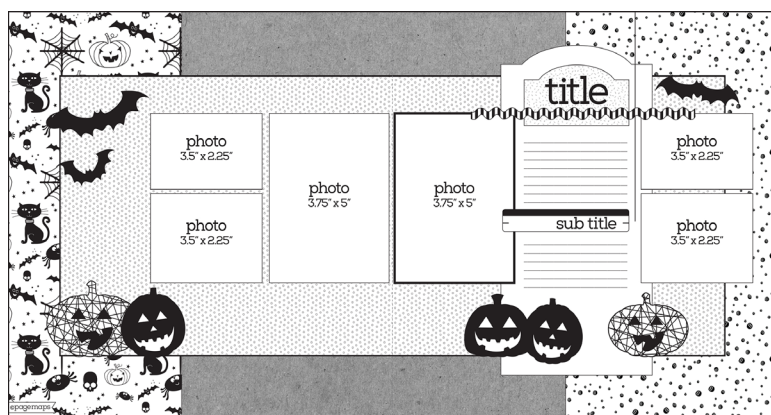 title
photo
3.5" x 2.25"
photo
3.75" x 5"
photo
3.75" x 5"
photo
3.5" x 2.25"
photo
3.5" x 2.25"
sub title
photo
3.5" x 2.25"
©pagemaps